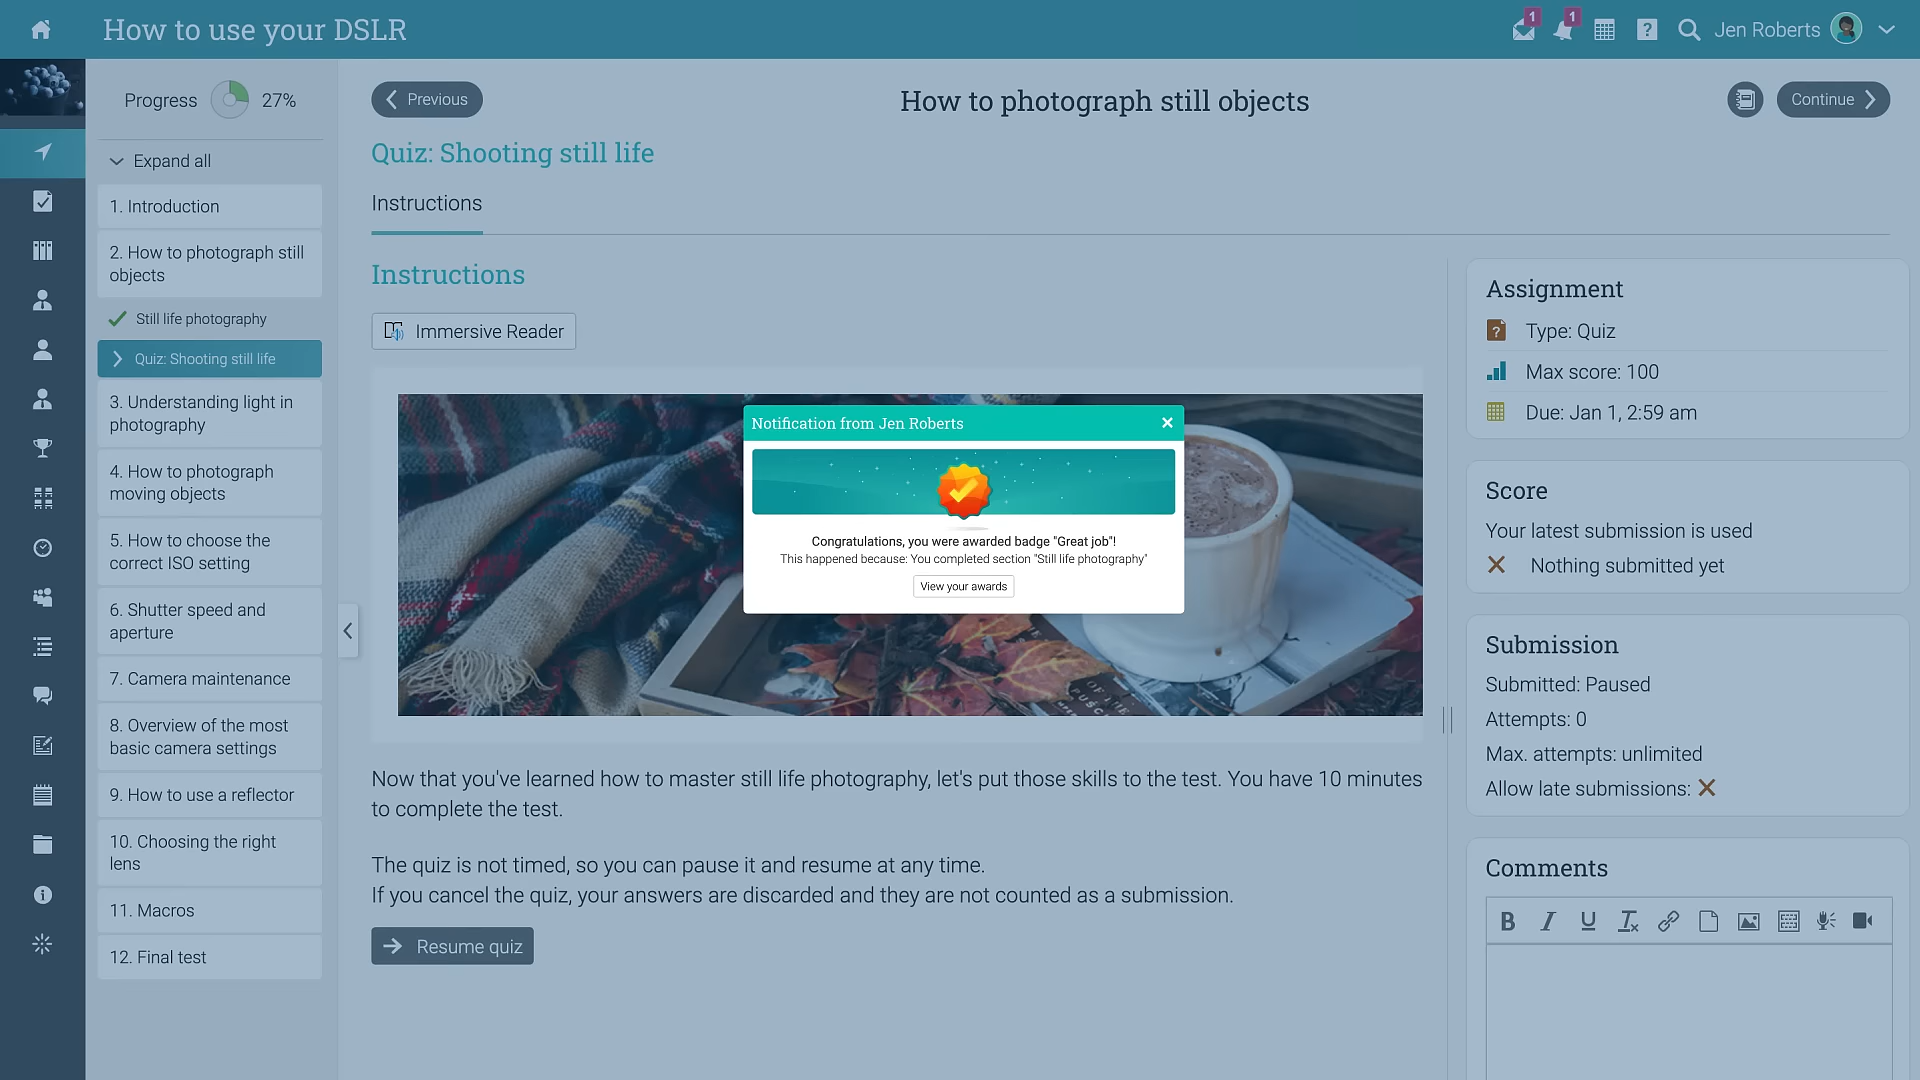 How to use your DSLR
1
1
Jen Roberts
Progress
27%
Expand all
1. Introduction
2. How to photograph still
objects
Still life photography
Quiz: Shooting still life
3. Understanding light in
photography
4. How to photograph
moving objects
5. How to choose the
correct ISO setting
6. Shutter speed and
aperture
7. Camera maintenance
8. Overview of the most
basic camera settings
9. How to use a reflector
10. Choosing the right
lens
11. Macros
12. Final test
Previous
How to photograph still objects
Continue
Quiz: Shooting still life
Instructions
Instructions
Immersive Reader
Notification from Jen Roberts
Congratulations, you were awarded badge "Great job"!
This happened because: You completed section "Still life photography"
View your awards
Now that you've learned how to master still life photography, let's put those skills to the test. You have 10 minutes
to complete the test.
The quiz is not timed, so you can pause it and resume at any time.
If you cancel the quiz, your answers are discarded and they are not counted as a submission.
Resume quiz
Assignment
Type: Quiz
Max score: 100
Due: Jan 1, 2:59 am
Score
Your latest submission is used
Nothing submitted yet
Submission
Submitted: Paused
Attempts: 0
Max. attempts: unlimited
Allow late submissions:
Comments